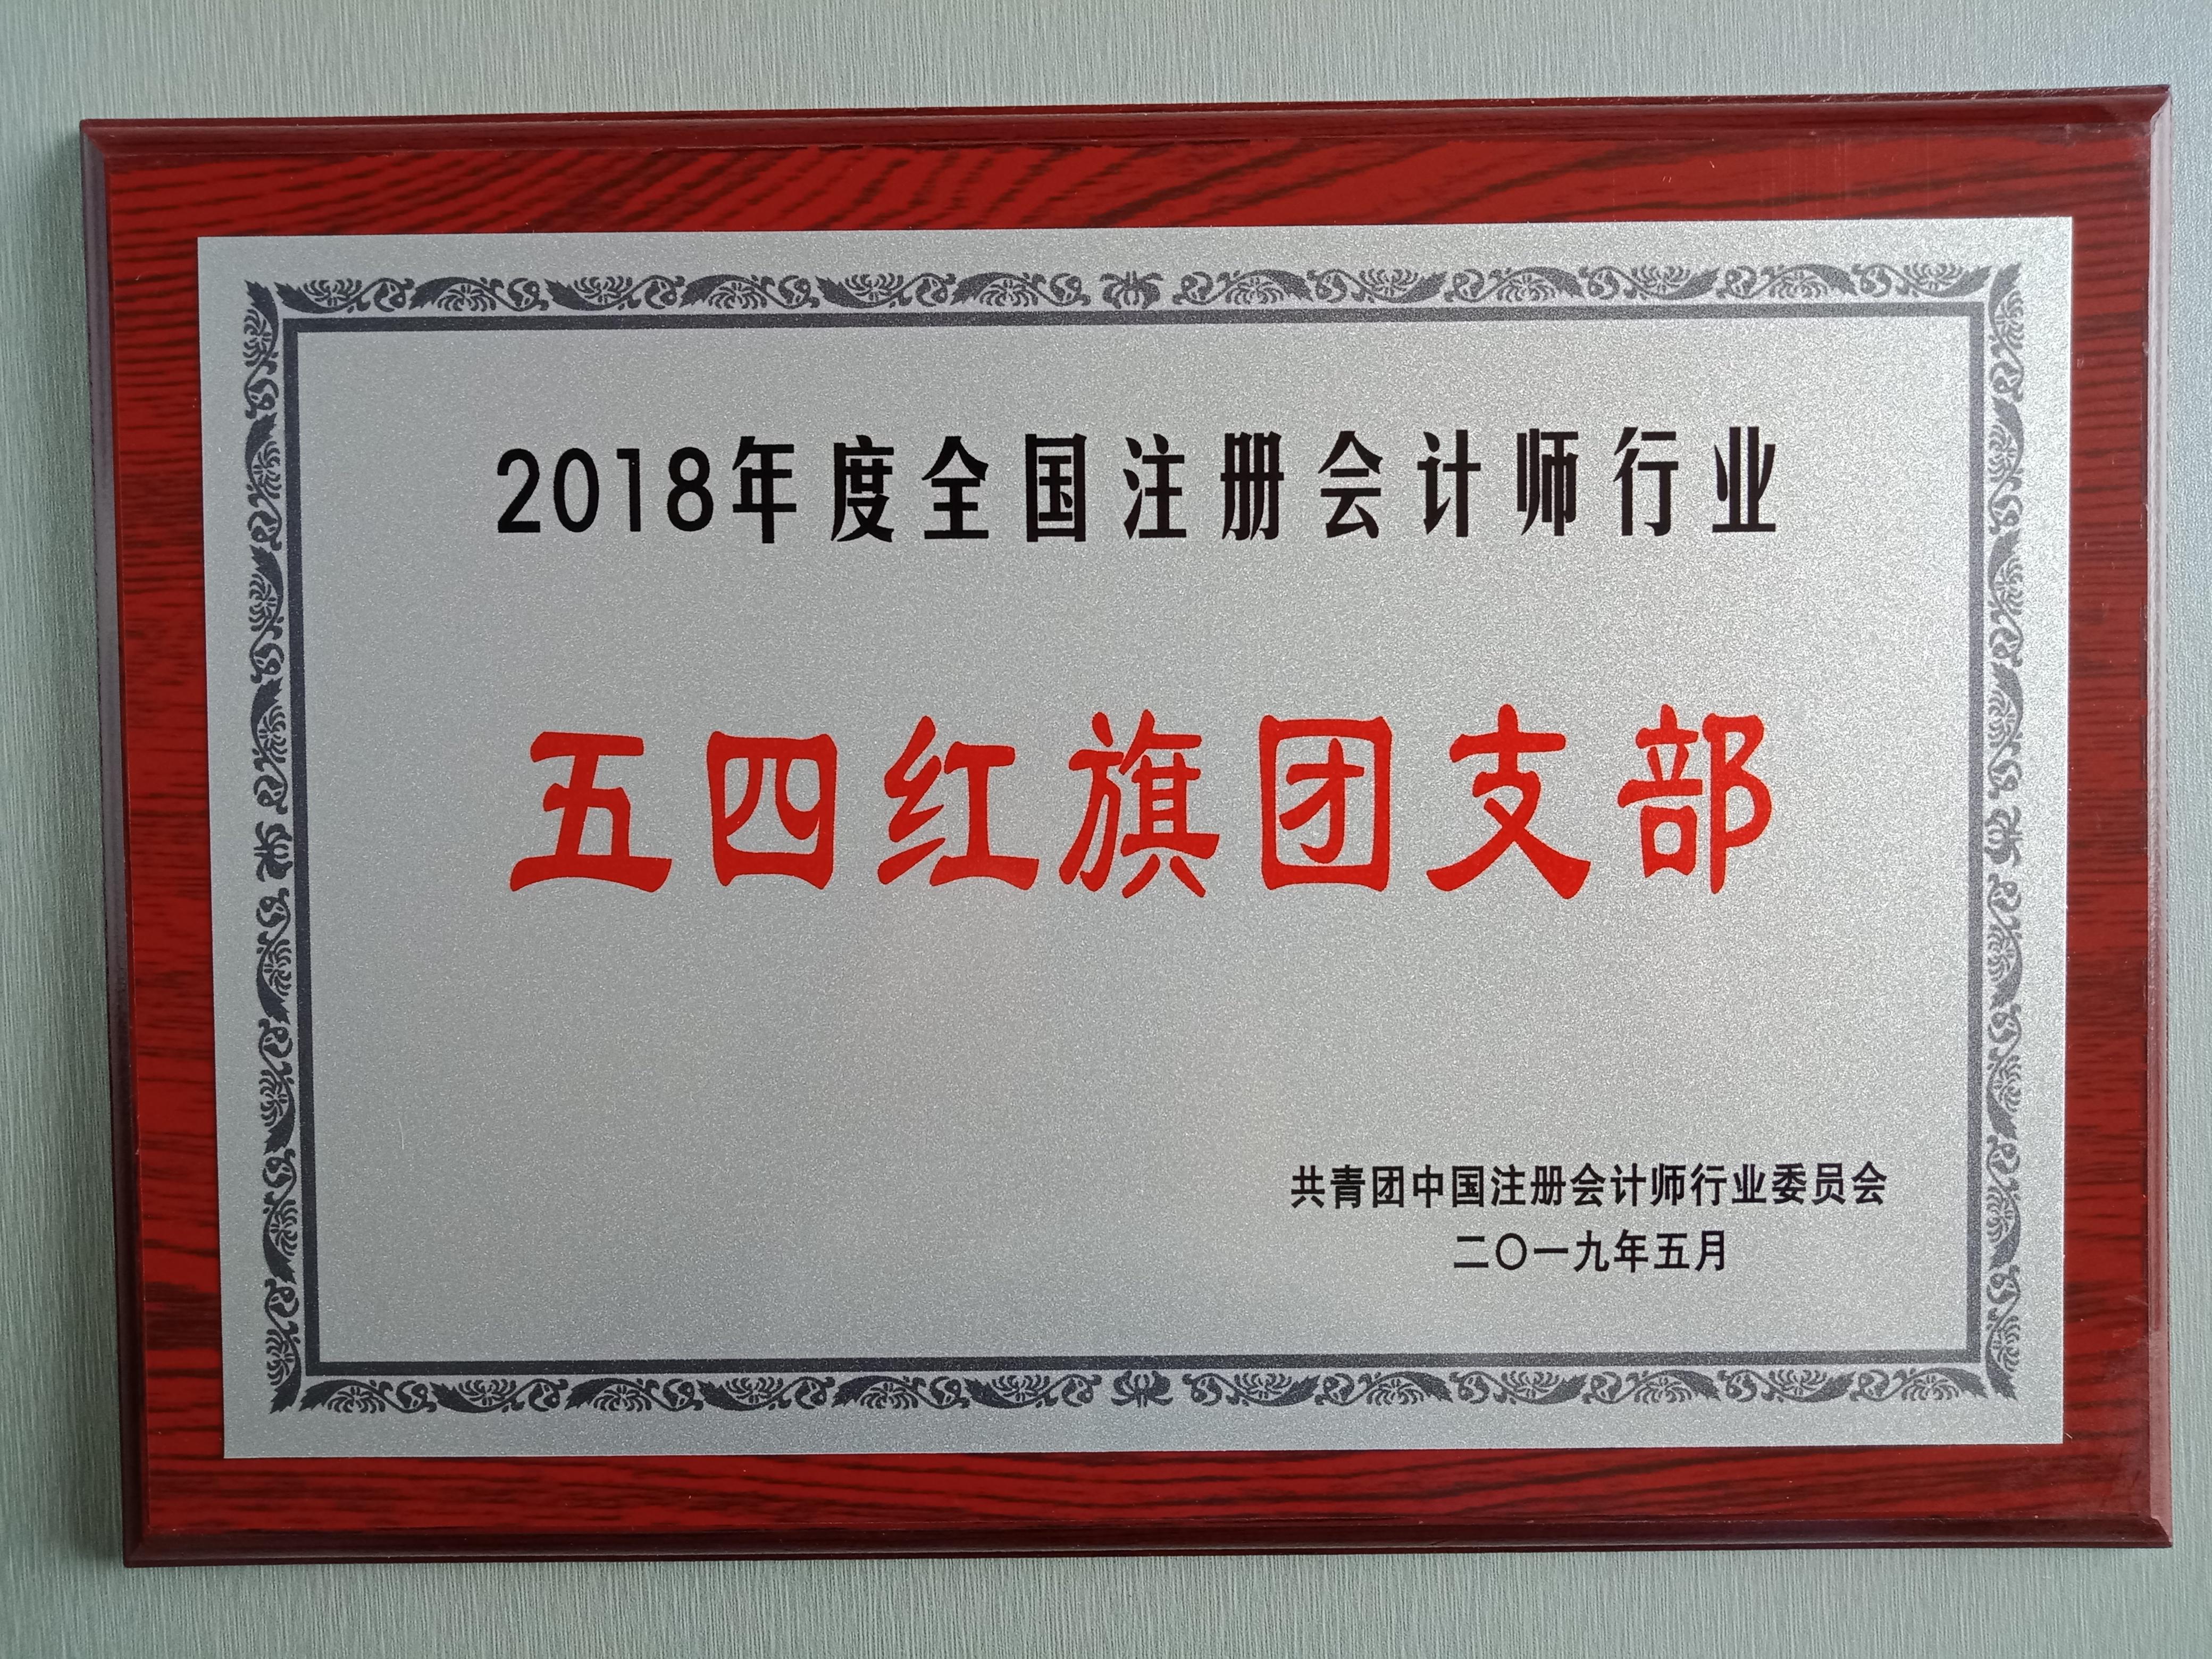 2018年度全国注册会计师行业
五四红旗团支部
共青团中国注册会计师行业委员会
二〇一九年五月